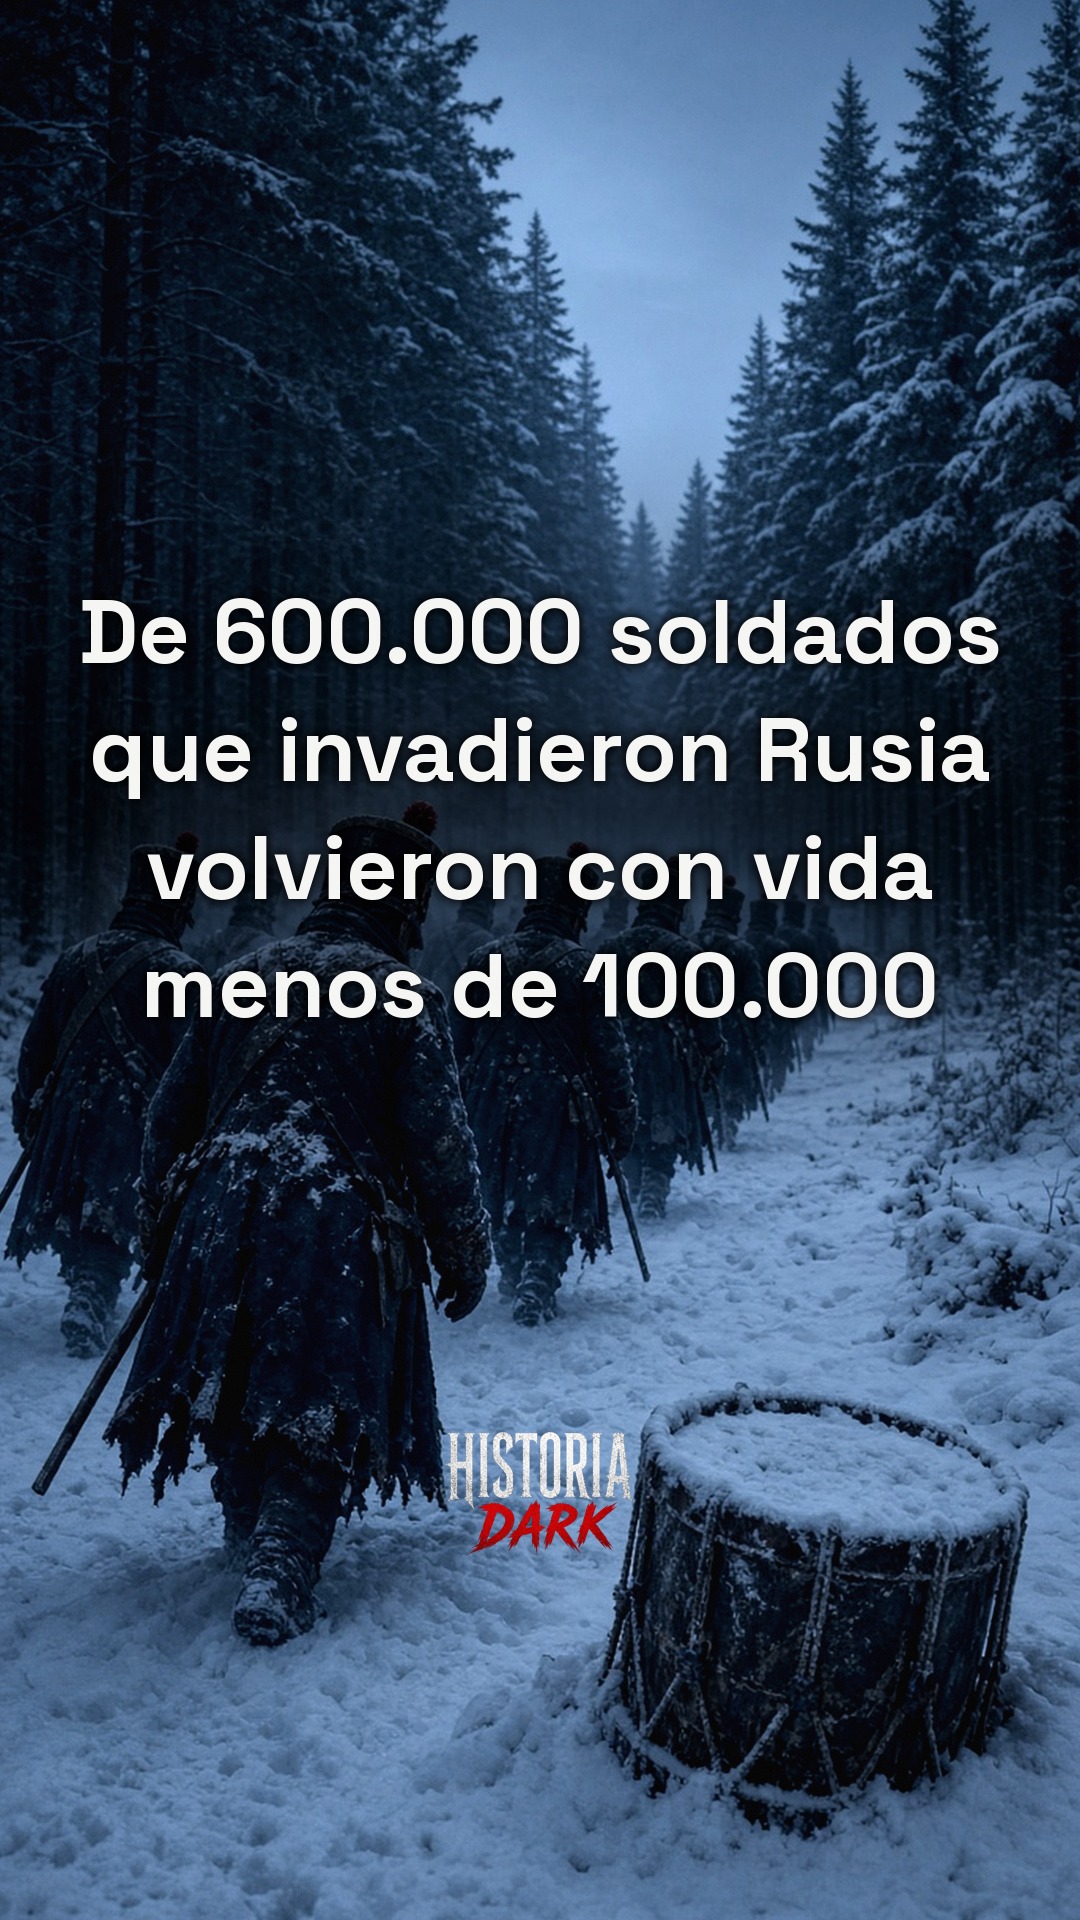 De 600.000 soldados
que invadieron Rusia
volvieron con vida
menos de 100.000
HISTORIA
DARK